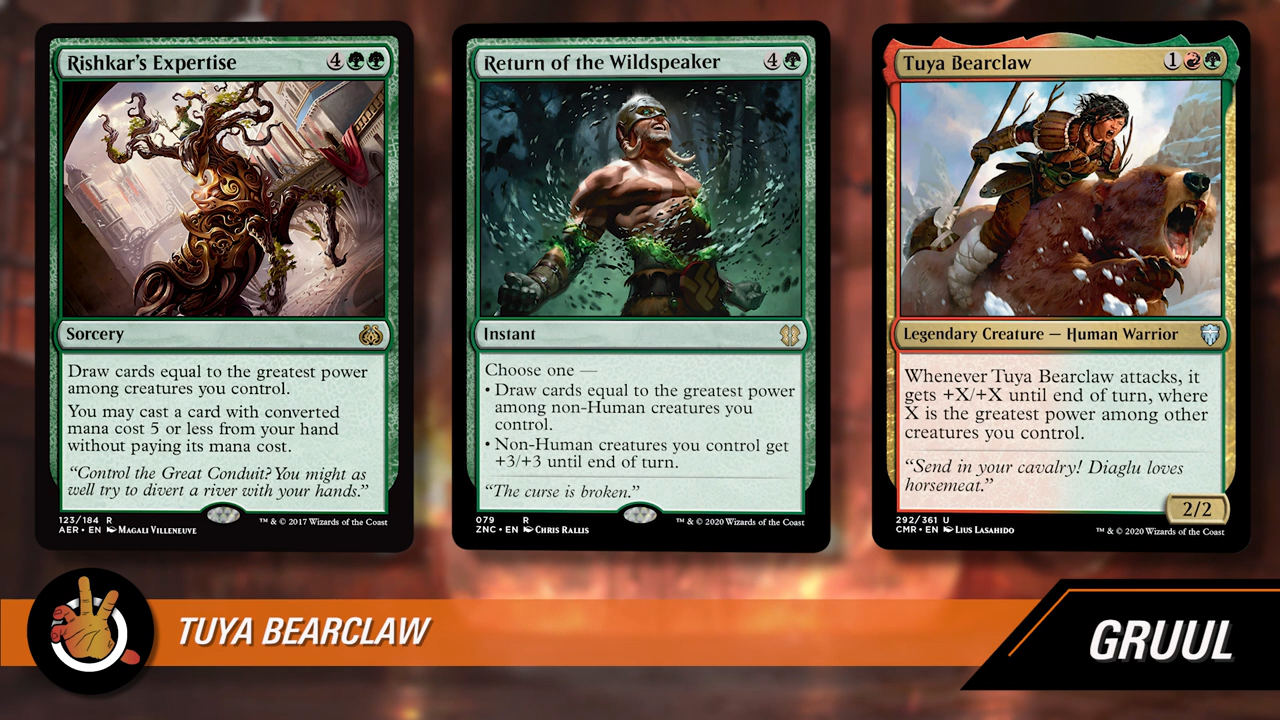 Rishkar's Expertise 4
Sorcery
Draw cards equal to the greatest power
among creatures you control.
You may cast a card with converted
mana cost 5 or less from your hand
without paying its mana cost.
“Control the Great Conduit? You might as
well try to divert a river with your hands.”
123/184 R
AER • EN Magali Villeneuve
™ & © 2017 Wizards of the Coast
Return of the Wildspeaker 4
Instant
Choose one —
• Draw cards equal to the greatest power
among non-Human creatures you
control.
• Non-Human creatures you control get
+3/+3 until end of turn.
“The curse is broken.”
079 R
ZNC • EN Chris Rallis
™ & © 2020 Wizards of the Coast
Tuya Bearclaw 1
Legendary Creature — Human Warrior
Whenever Tuya Bearclaw attacks, it
gets +X/+X until end of turn, where
X is the greatest power among other
creatures you control.
“Send in your cavalry! Diaglu loves
horsemeat.”
2/2
292/361 U
CMR • EN Lius Lasahido
™ & © 2020 Wizards of the Coast
TUYA BEARCLAW
GRUUL